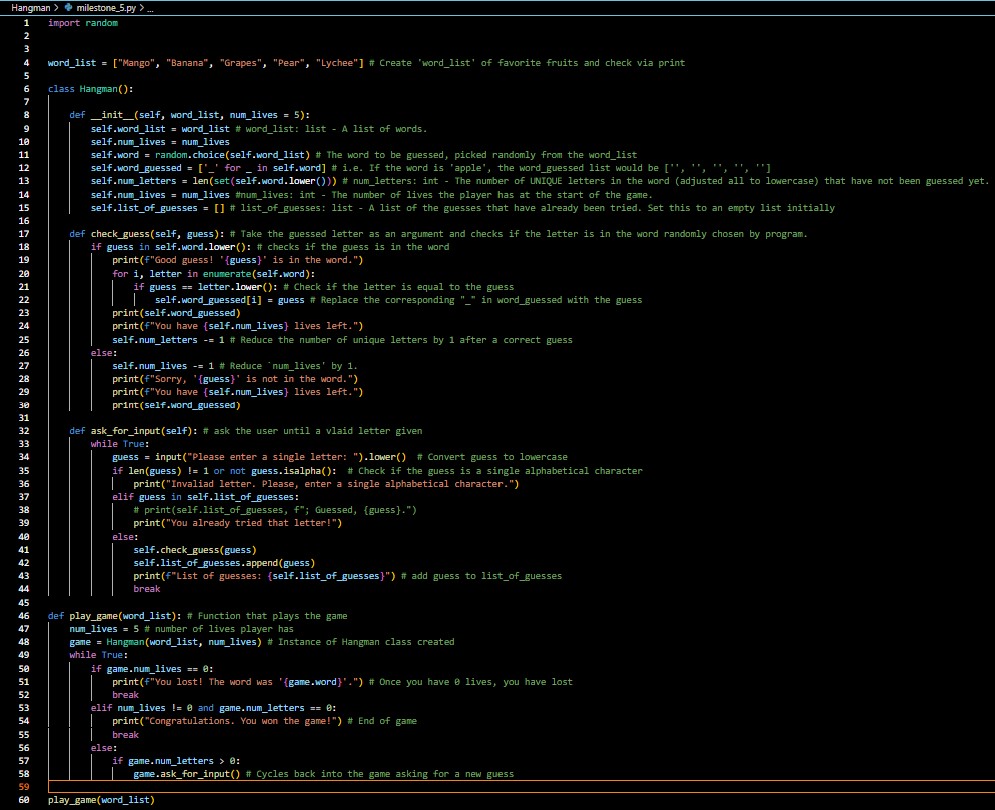 Hangman > milestone_5.py > ...
1 import random
2
3
4 word_list = ["Mango", "Banana", "Grapes", "Pear", "Lychee"] # Create 'word_list' of favorite fruits and check via print
5
6 class Hangman():
7
8     def __init__(self, word_list, num_lives = 5):
9         self.word_list = word_list # word_list: list - A list of words.
10         self.num_lives = num_lives
11         self.word = random.choice(self.word_list) # The word to be guessed, picked randomly from the word_list
12         self.word_guessed = ['_' for _ in self.word] # i.e. If the word is 'apple', the word_guessed list would be ['', '', '', '', '']
13         self.num_letters = len(set(self.word.lower())) # num_letters: int - The number of UNIQUE letters in the word (adjusted all to lowercase) that have not been guessed yet.
14         self.num_lives = num_lives #num_lives: int - The number of lives the player has at the start of the game.
15         self.list_of_guesses = [] # list_of_guesses: list - A list of the guesses that have already been tried. Set this to an empty list initially
16
17     def check_guess(self, guess): # Take the guessed letter as an argument and checks if the letter is in the word randomly chosen by program.
18         if guess in self.word.lower(): # checks if the guess is in the word
19             print(f"Good guess! '{guess}' is in the word.")
20             for i, letter in enumerate(self.word):
21                 if guess == letter.lower(): # Check if the letter is equal to the guess
22                     self.word_guessed[i] = guess # Replace the corresponding "_" in word_guessed with the guess
23             print(self.word_guessed)
24             print(f"You have {self.num_lives} lives left.")
25             self.num_letters -= 1 # Reduce the number of unique letters by 1 after a correct guess
26         else:
27             self.num_lives -= 1 # Reduce `num_lives' by 1.
28             print(f"Sorry, '{guess}' is not in the word.")
29             print(f"You have {self.num_lives} lives left.")
30             print(self.word_guessed)
31
32     def ask_for_input(self): # ask the user until a vlaid letter given
33         while True:
34             guess = input("Please enter a single letter: ").lower()  # Convert guess to lowercase
35             if len(guess) != 1 or not guess.isalpha():  # Check if the guess is a single alphabetical character
36                 print("Invaliad letter. Please, enter a single alphabetical character.")
37             elif guess in self.list_of_guesses:
38                 # print(self.list_of_guesses, f"; Guessed, {guess}.")
39                 print("You already tried that letter!")
40             else:
41                 self.check_guess(guess)
42                 self.list_of_guesses.append(guess)
43                 print(f"List of guesses: {self.list_of_guesses}") # add guess to list_of_guesses
44                 break
45
46 def play_game(word_list): # Function that plays the game
47     num_lives = 5 # number of lives player has
48     game = Hangman(word_list, num_lives) # Instance of Hangman class created
49     while True:
50         if game.num_lives == 0:
51             print(f"You lost! The word was '{game.word}'.") # Once you have 0 lives, you have lost
52             break
53         elif num_lives != 0 and game.num_letters == 0:
54             print("Congratulations. You won the game!") # End of game
55             break
56         else:
57             if game.num_letters > 0:
58                 game.ask_for_input() # Cycles back into the game asking for a new guess
59
60 play_game(word_list)